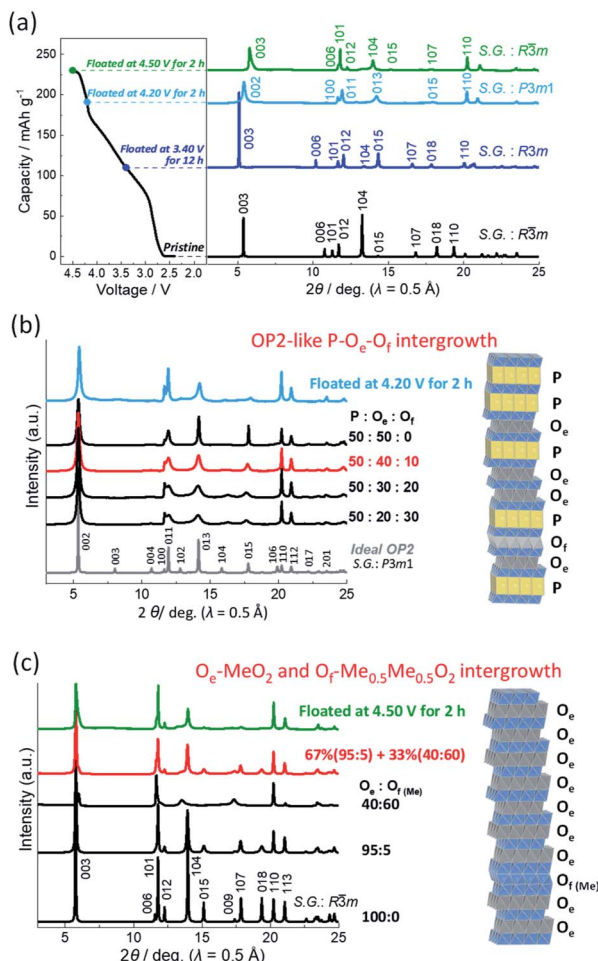 (a)
250
200
150
100
50
0
Capacity / mAh g⁻¹
4.5 4.0 3.5 3.0 2.5 2.0
Voltage / V
Floated at 4.50 V for 2 h
Floated at 4.20 V for 2 h
Floated at 3.40 V
for 12 h
Pristine
003 006 101 012 104 015 107 110 S.G. : R3̅m
002 100 011 013 015 110 S.G. : P3m1
003 006 101 012 104 015 107 018 110 S.G. : R3m
003 006 101 012 104 015 107 018 110 S.G. : R3̅m
5 10 15 20 25
2θ / deg. (λ = 0.5 Å)
(b)
OP2-like P-Oe-Of intergrowth
Floated at 4.20 V for 2 h
P : Oe : Of
50 : 50 : 0
50 : 40 : 10
50 : 30 : 20
50 : 20 : 30
Ideal OP2
S.G.: P3m1
002 003 004 100 011 102 013 104 015 106 110 112 017 201
Intensity (a.u.)
5 10 15 20 25
2 θ/ deg. (λ = 0.5 Å)
P
P
Oe
P
Oe
Oe
P
Of
Oe
P
(c)
Oe-MeO2 and Of-Me0.5Me0.5O2 intergrowth
Floated at 4.50 V for 2 h
67%(95:5) + 33%(40:60)
Oe : Of (Me)
40:60
95:5
S.G.: R3̅m
100:0
003 006 101 012 104 015 009 107 018 110 113
Intensity (a.u.)
5 10 15 20 25
2θ/ deg. (λ = 0.5 Å)
Oe
Oe
Oe
Oe
Oe
Oe
Oe
Of (Me)
Oe